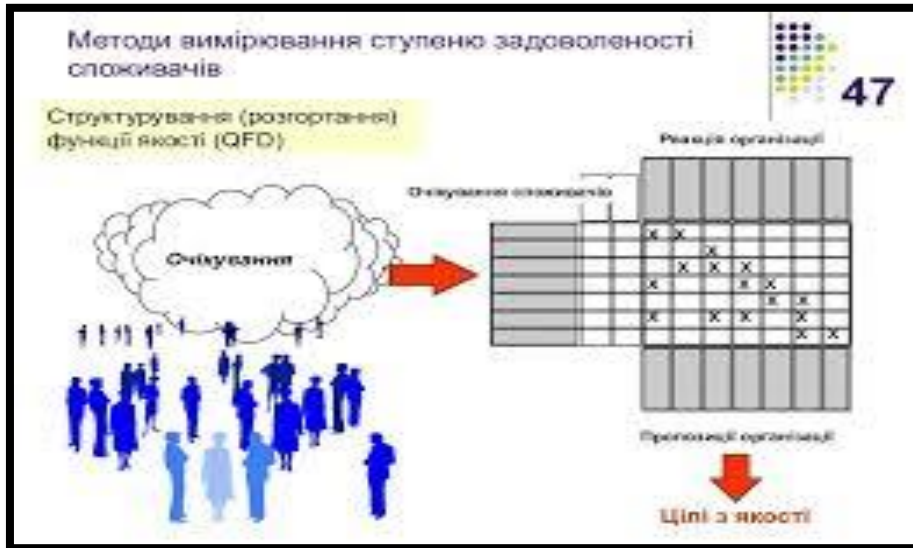 Методи вимірювання ступеню задоволеності
споживачів
47
Структурування (розгортання)
функції якості (QFD)
Реакція організації
Очікування споживачів
Очікування
X X
X
X X X
X X X
X X
X X X X
X X
Пропозиції організації
Цілі з якості